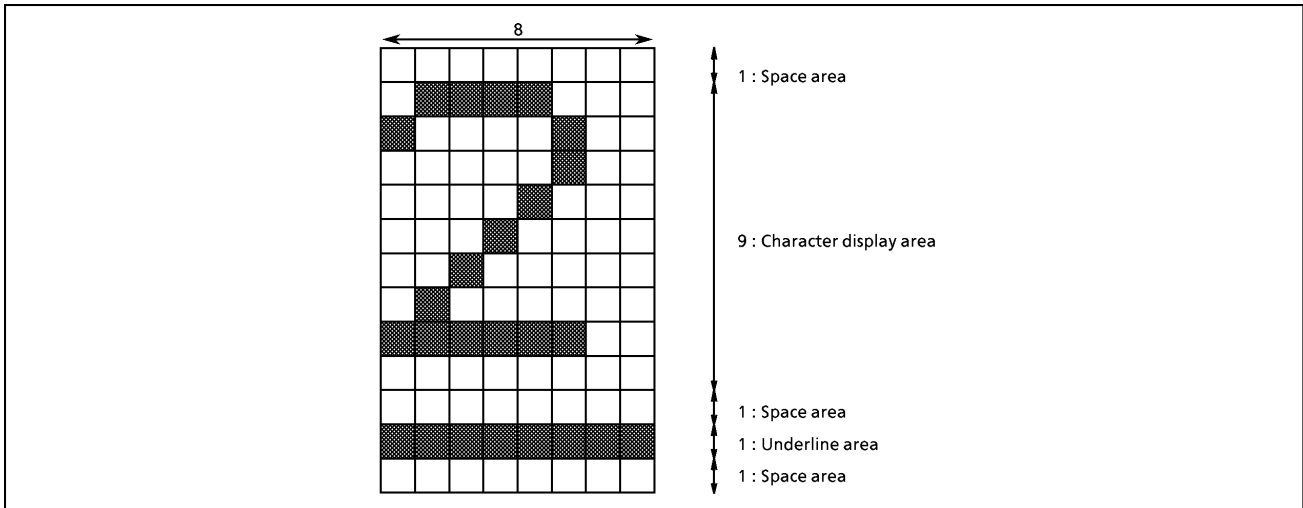 8
1 : Space area
9 : Character display area
1 : Space area
1 : Underline area
1 : Space area